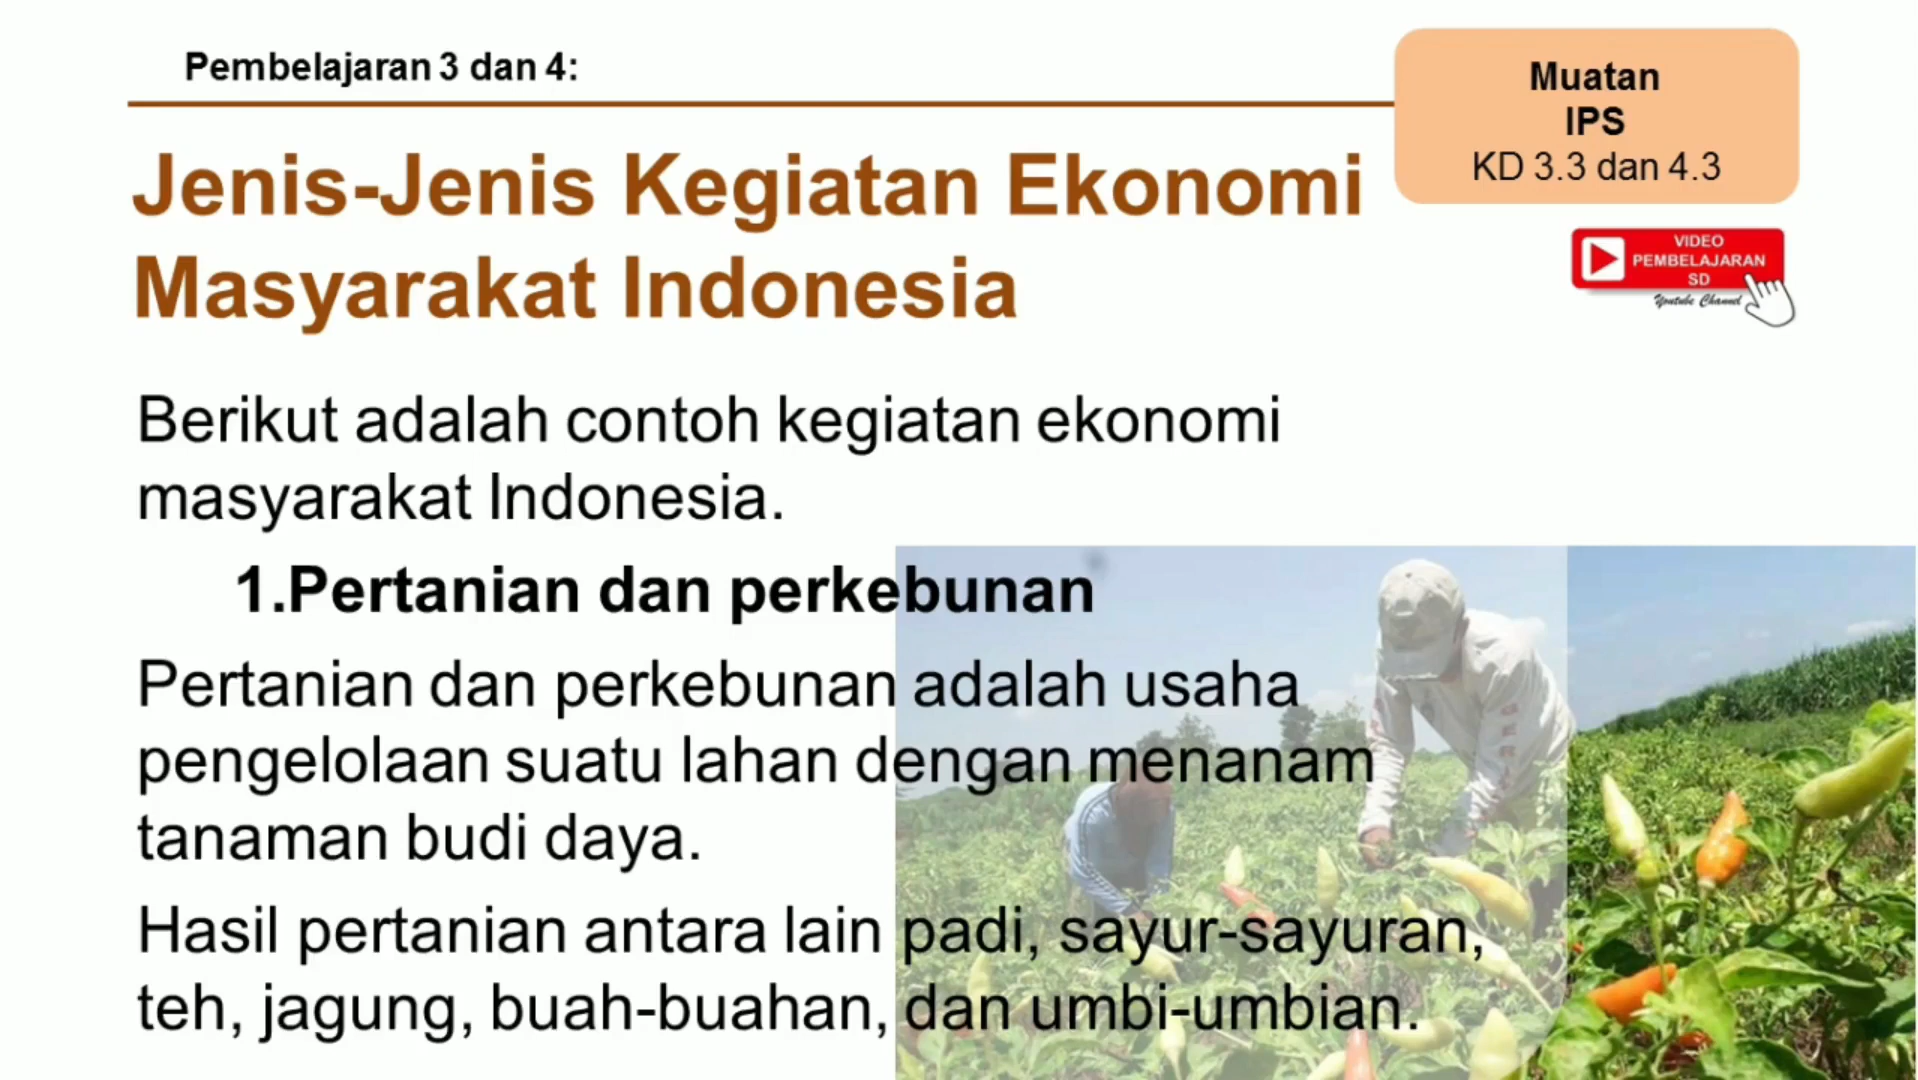 Pembelajaran 3 dan 4:
Muatan
IPS
KD 3.3 dan 4.3
Jenis-Jenis Kegiatan Ekonomi
Masyarakat Indonesia
VIDEO
PEMBELAJARAN
SD
Youtube Channel
Berikut adalah contoh kegiatan ekonomi
masyarakat Indonesia.
1.Pertanian dan perkebunan
Pertanian dan perkebunan adalah usaha
pengelolaan suatu lahan dengan menanam
tanaman budi daya.
Hasil pertanian antara lain padi, sayur-sayuran,
teh, jagung, buah-buahan, dan umbi-umbian.